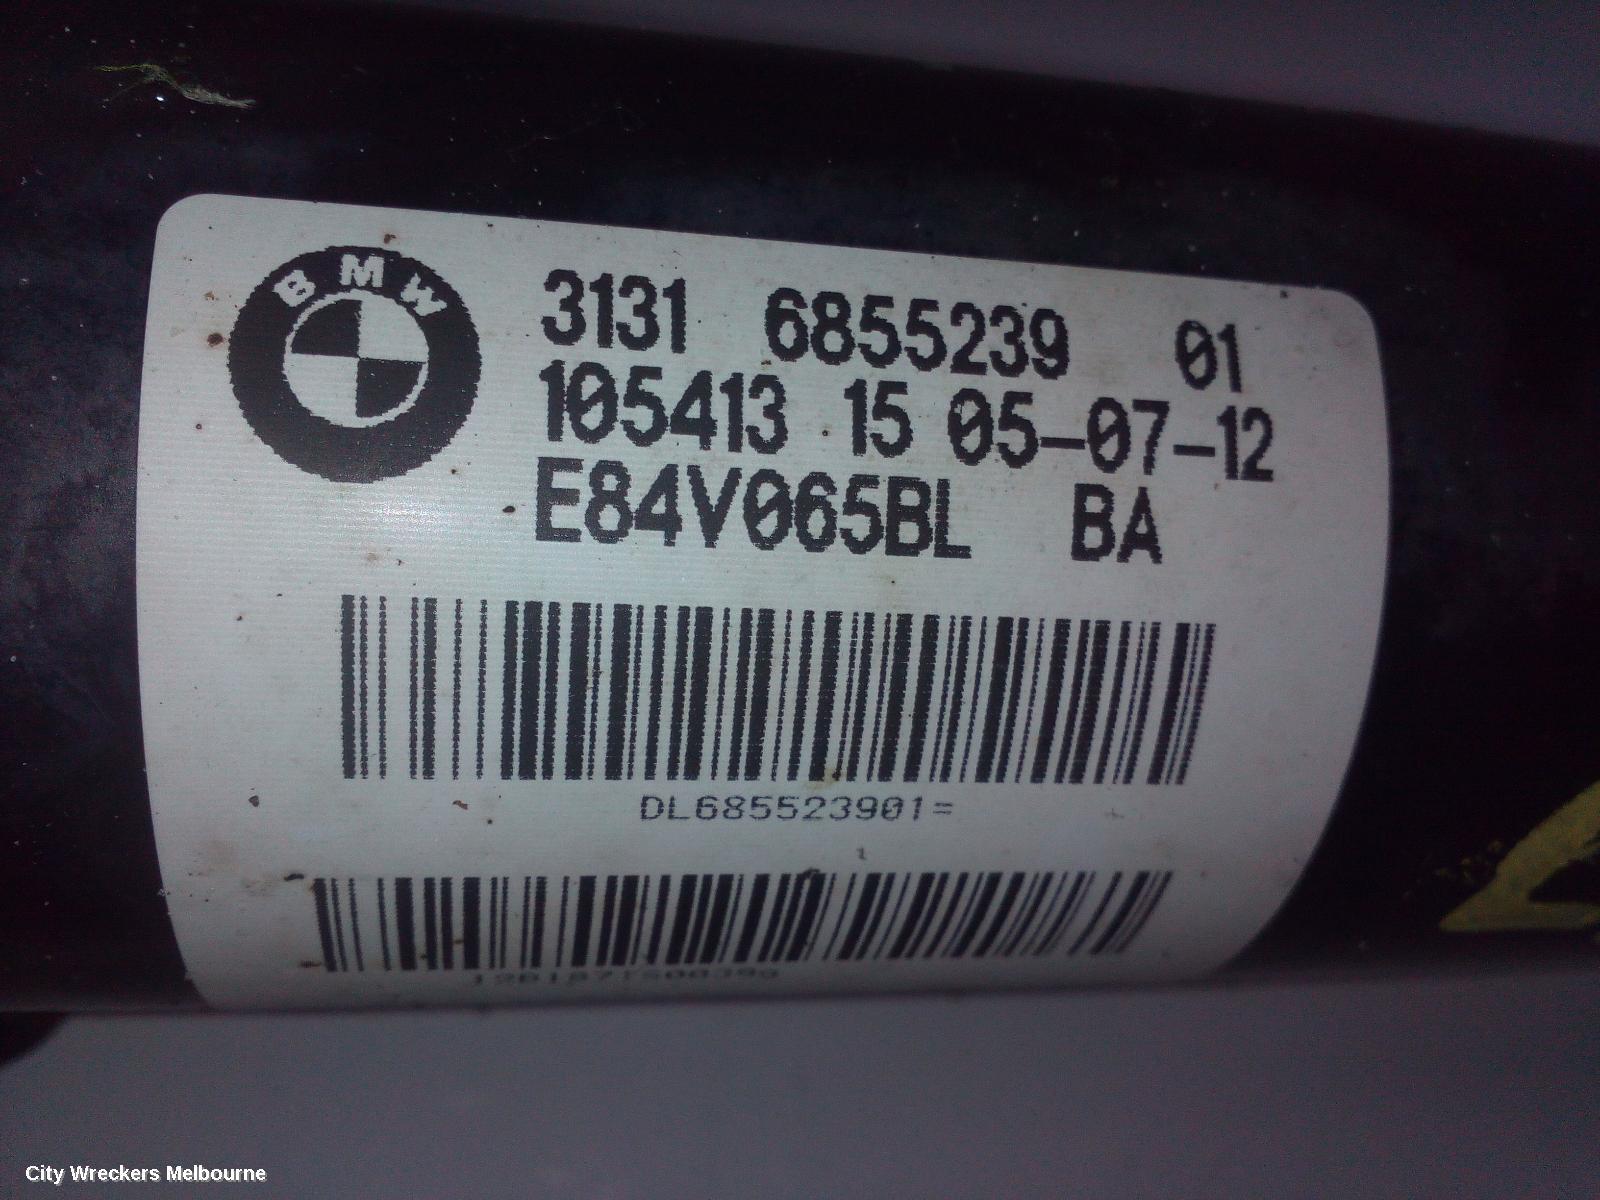 BMW
3131 6855239 01
105413 15 05-07-12
E84V065BL BA
DL685523901=
City Wreckers Melbourne